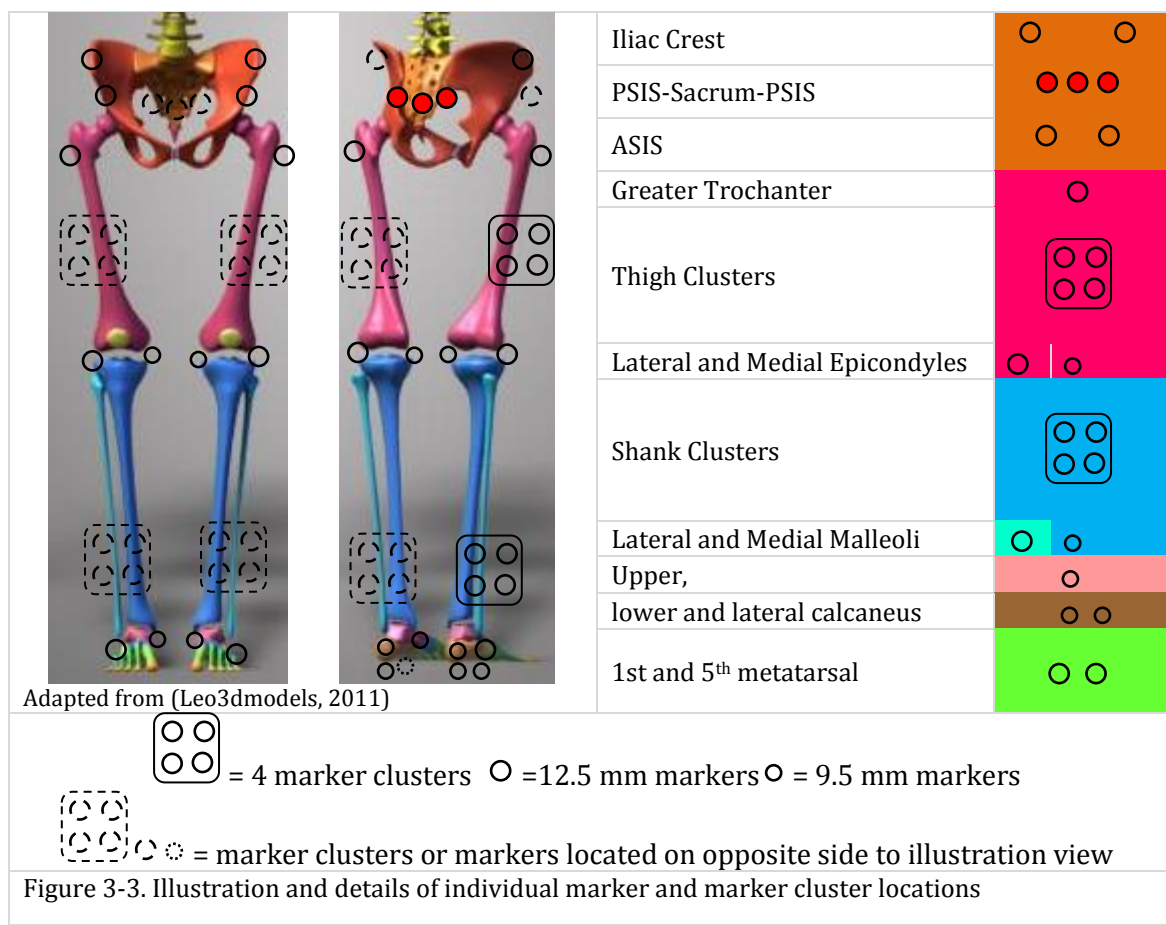 Iliac Crest
PSIS-Sacrum-PSIS
ASIS
Greater Trochanter
Thigh Clusters
Lateral and Medial Epicondyles
Shank Clusters
Lateral and Medial Malleoli
Upper,
lower and lateral calcaneus
1st and 5th metatarsal
Adapted from (Leo3dmodels, 2011)
= 4 marker clusters =12.5 mm markers = 9.5 mm markers
= marker clusters or markers located on opposite side to illustration view
Figure 3-3. Illustration and details of individual marker and marker cluster locations